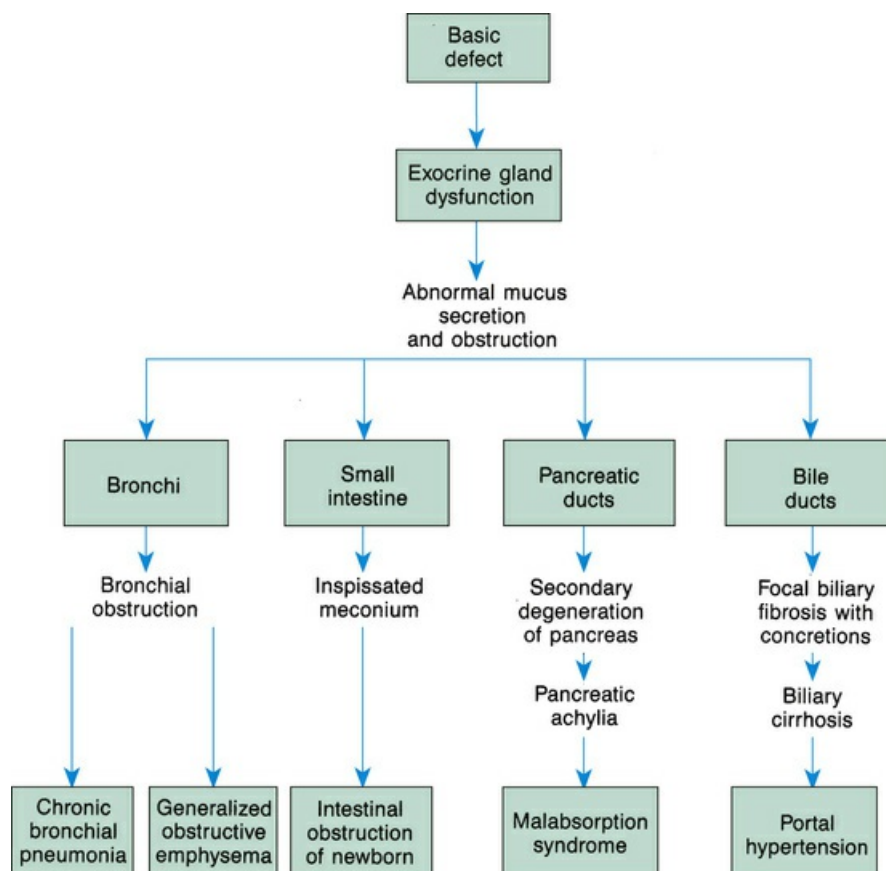 Basic
defect
Exocrine gland
dysfunction
Abnormal mucus
secretion
and obstruction
Bronchi
Small
intestine
Pancreatic
ducts
Bile
ducts
Bronchial
obstruction
Inspissated
meconium
Secondary
degeneration
of pancreas
Focal biliary
fibrosis with
concretions
Pancreatic
achylia
Biliary
cirrhosis
Chronic
bronchial
pneumonia
Generalized
obstructive
emphysema
Intestinal
obstruction
of newborn
Malabsorption
syndrome
Portal
hypertension